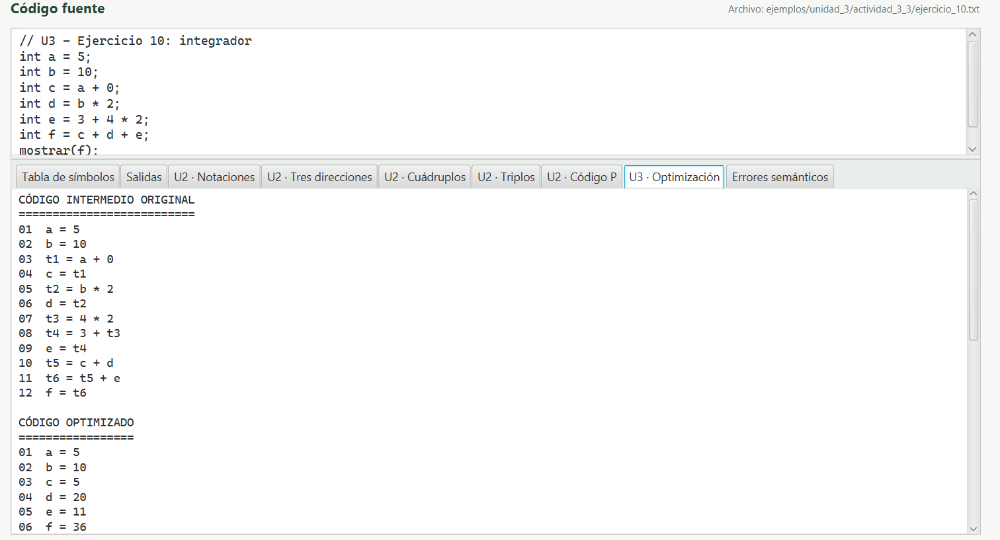 Código fuente
Archivo: ejemplos/unidad_3/actividad_3_3/ejercicio_10.txt
// U3 - Ejercicio 10: integrador
int a = 5;
int b = 10;
int c = a + 0;
int d = b * 2;
int e = 3 + 4 * 2;
int f = c + d + e;
mostrar(f);
Tabla de símbolos Salidas U2 · Notaciones U2 · Tres direcciones U2 · Cuádruplos U2 · Triplos U2 · Código P U3 · Optimización Errores semánticos
CÓDIGO INTERMEDIO ORIGINAL
==========================
01  a = 5
02  b = 10
03  t1 = a + 0
04  c = t1
05  t2 = b * 2
06  d = t2
07  t3 = 4 * 2
08  t4 = 3 + t3
09  e = t4
10  t5 = c + d
11  t6 = t5 + e
12  f = t6
CÓDIGO OPTIMIZADO
=================
01  a = 5
02  b = 10
03  c = 5
04  d = 20
05  e = 11
06  f = 36